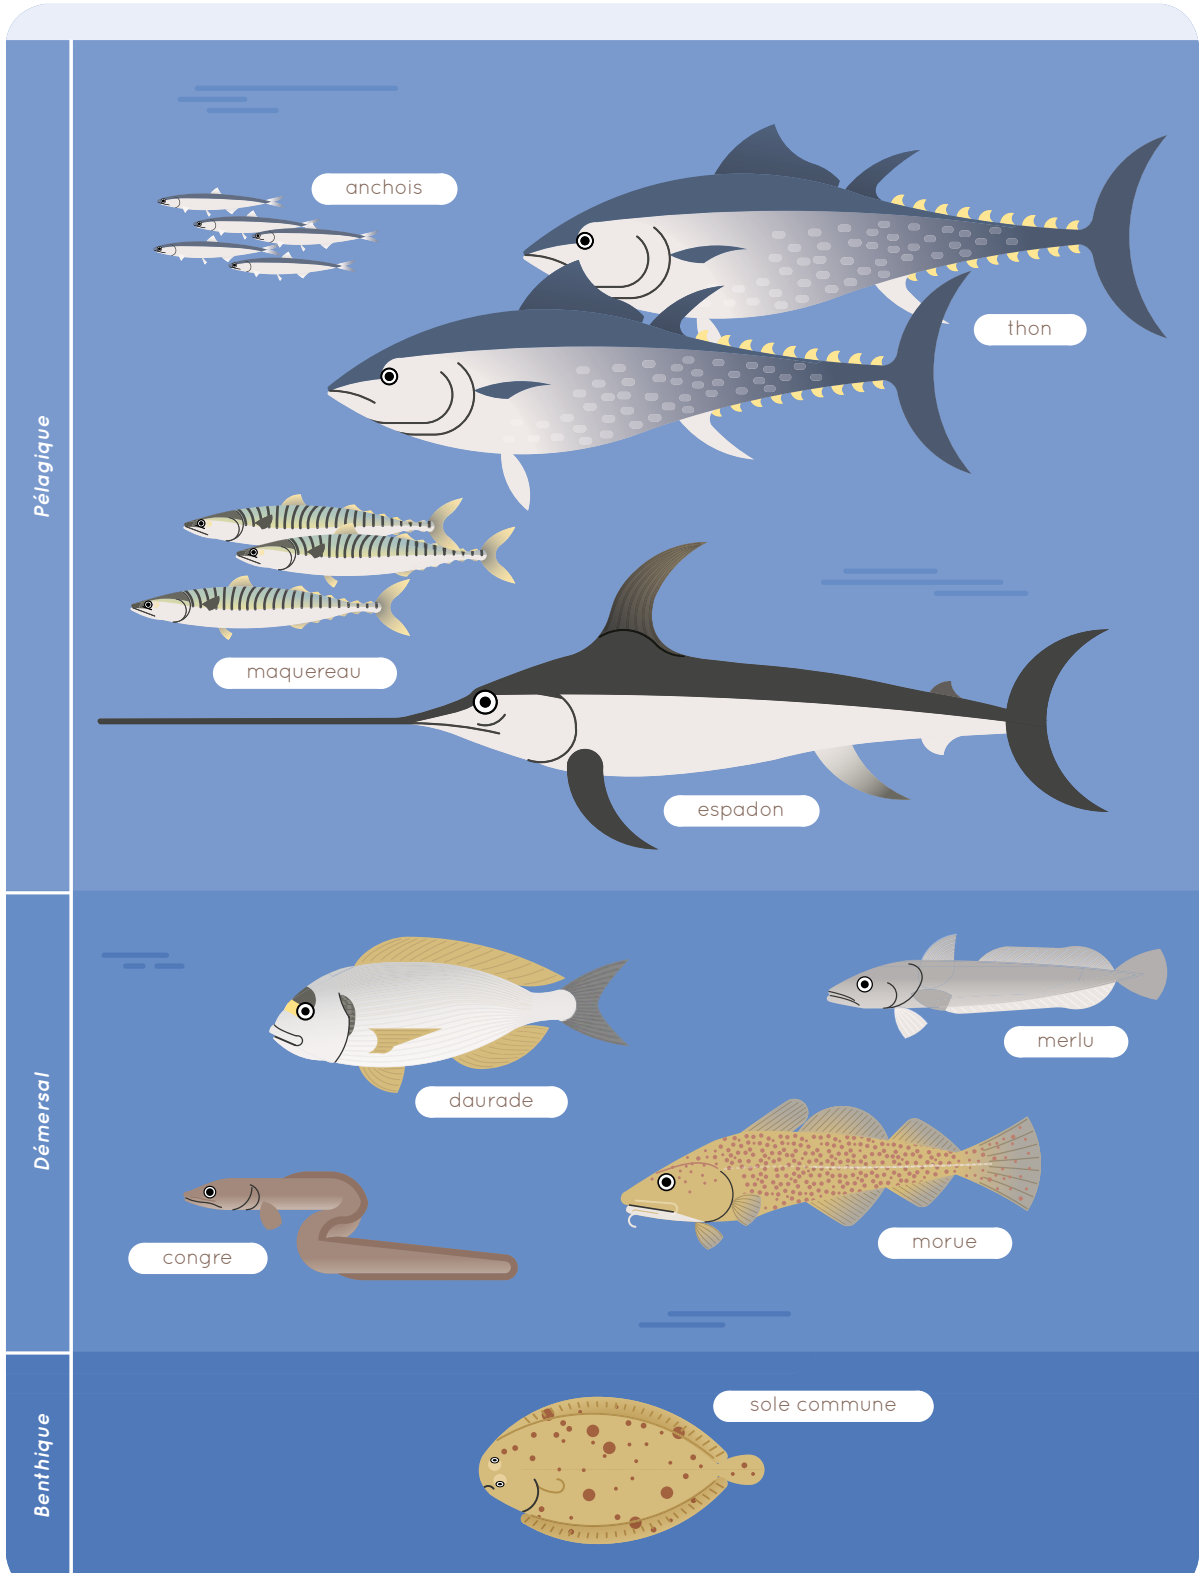 Pélagique
anchois
thon
maquereau
espadon
Démersal
merlu
daurade
morue
congre
Benthique
sole commune